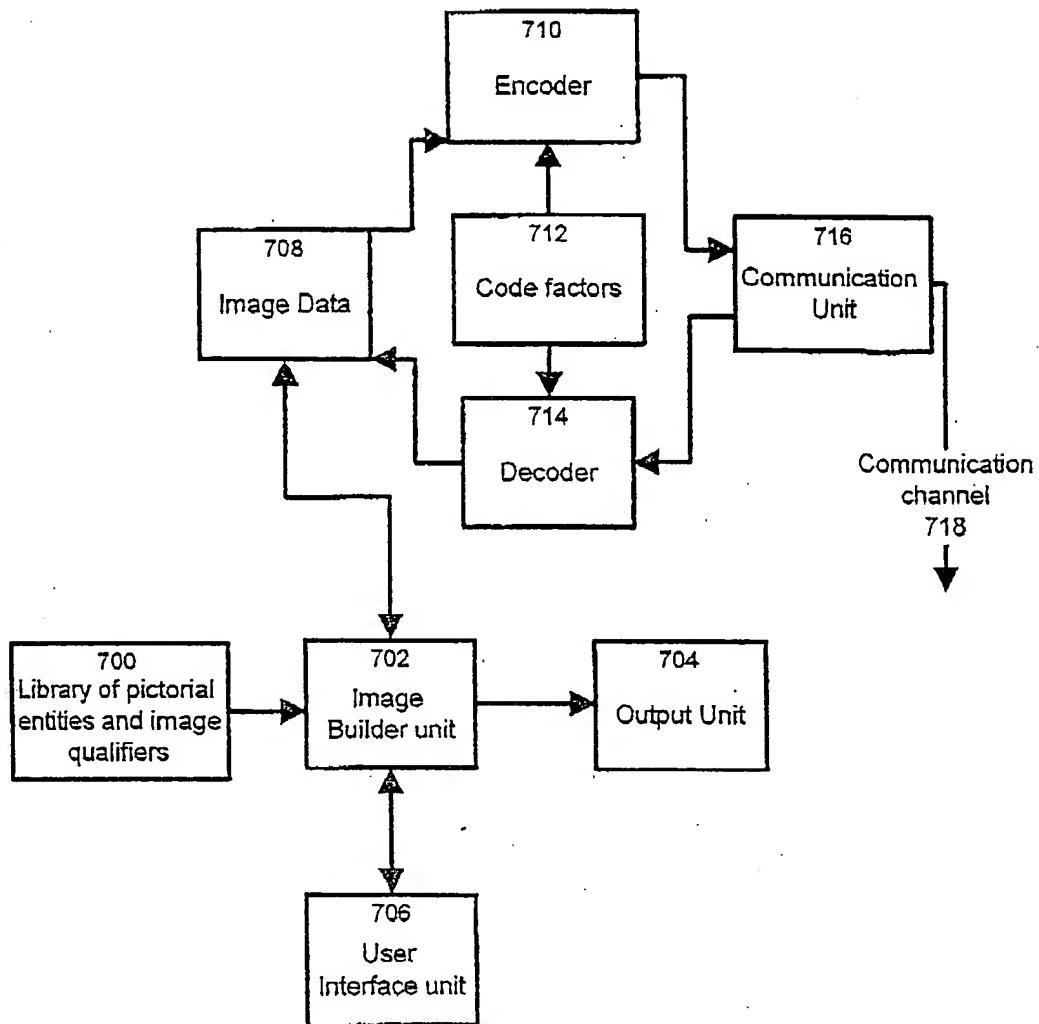 710
Encoder
712
Code factors
708
Image Data
716
Communication
Unit
714
Decoder
Communication
channel
718
700
Library of pictorial
entities and image
qualifiers
702
Image
Builder unit
704
Output Unit
706
User
Interface unit